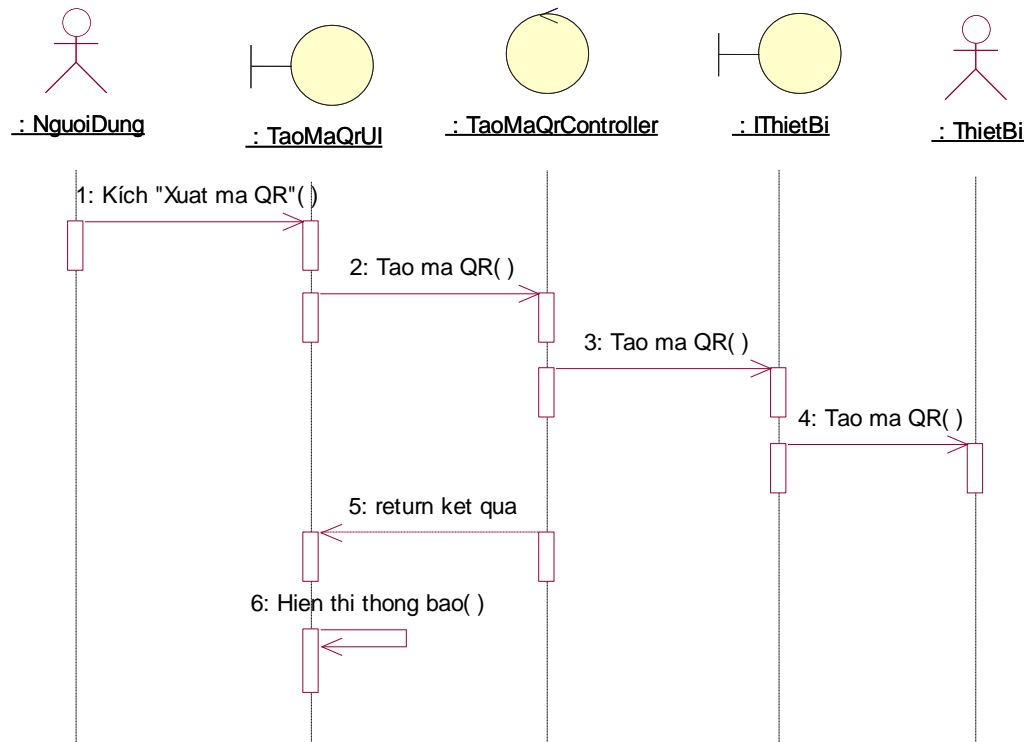 : NguoiDung
: TaoMaQrUI
: TaoMaQrController
: IThietBi
: ThietBi
1: Kích "Xuat ma QR"( )
2: Tao ma QR( )
3: Tao ma QR( )
4: Tao ma QR( )
5: return ket qua
6: Hien thi thong bao( )